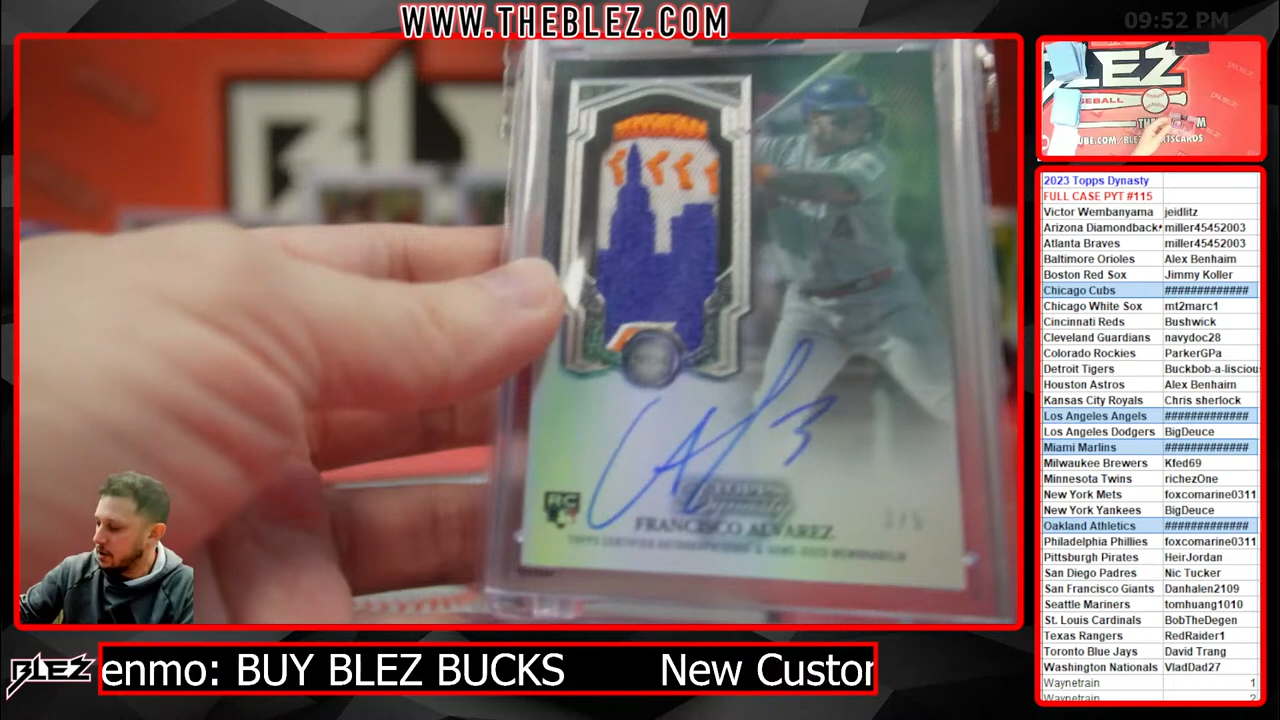 WWW.THEBLEZ.COM
09:52 PM
LEZ
2023 Topps Dynasty
FULL CASE PYT #115
Victor Wembanyama jeidlitz
Arizona Diamondback miller45452003
Atlanta Braves miller45452003
Baltimore Orioles Alex Benhaim
Boston Red Sox Jimmy Koller
Chicago Cubs #############
Chicago White Sox mt2marc1
Cincinnati Reds Bushwick
Cleveland Guardians navydoc28
Colorado Rockies ParkerGPa
Detroit Tigers Buckbob-a-liscious
Houston Astros Alex Benhaim
Kansas City Royals Chris sherlock
Los Angeles Angels #############
Los Angeles Dodgers BigDeuce
Miami Marlins #############
Milwaukee Brewers Kfed69
Minnesota Twins richezOne
New York Mets foxcomarine0311
New York Yankees BigDeuce
Oakland Athletics #############
Philadelphia Phillies foxcomarine0311
Pittsburgh Pirates HeirJordan
San Diego Padres Nic Tucker
San Francisco Giants Danhalen2109
Seattle Mariners tomhuang1010
St. Louis Cardinals BobTheDegen
Texas Rangers RedRaider1
Toronto Blue Jays David Trang
Washington Nationals VladDad27
Waynetrain 1
Waynetrain 2
RC
FRANCISCO ALVAREZ
BLEZ
enmo: BUY BLEZ BUCKS New Custor